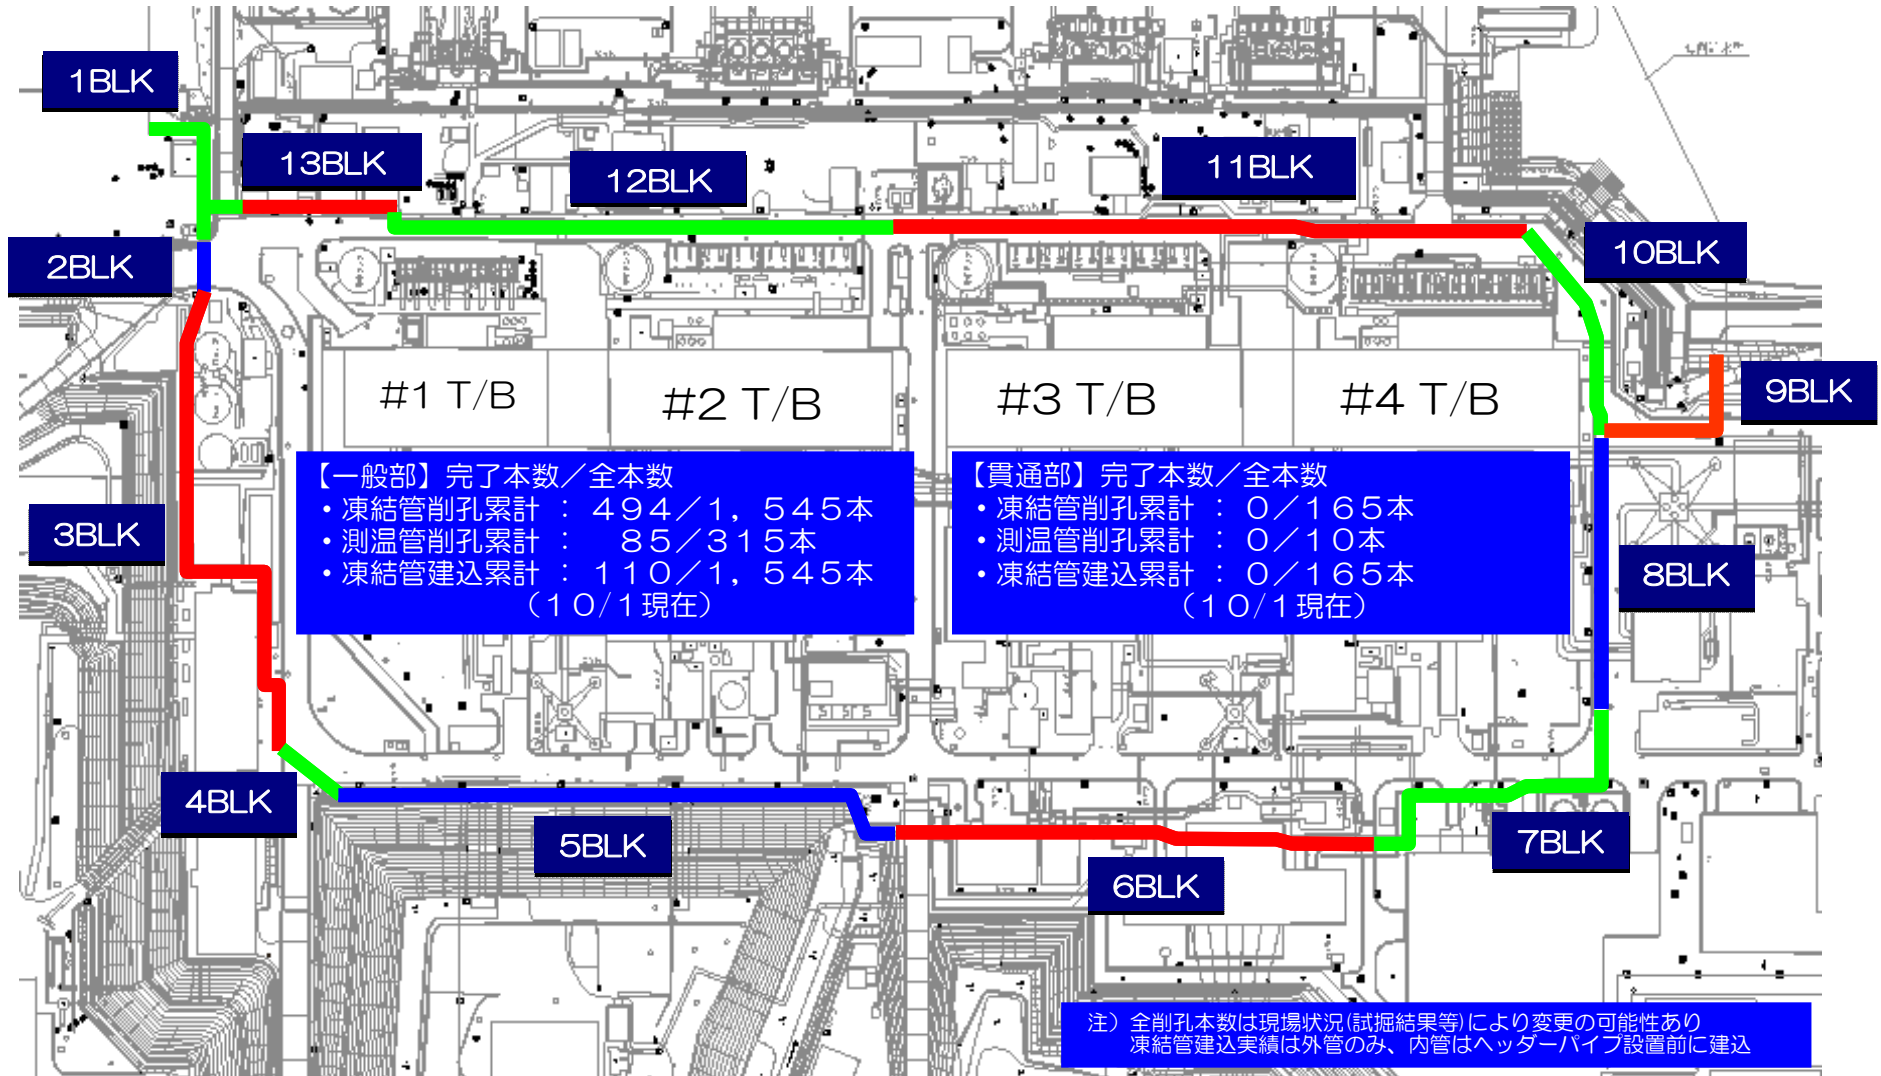 1BLK
13BLK
12BLK
11BLK
10BLK
2BLK
9BLK
#1 T/B
#2 T/B
#3 T/B
#4 T/B
【一般部】完了本数／全本数
・凍結管削孔累計 ： ４９４／１，５４５本
・測温管削孔累計 ： ８５／３１５本
・凍結管建込累計 ： １１０／１，５４５本
（１０/１現在）
【貫通部】完了本数／全本数
・凍結管削孔累計 ： ０／１６５本
・測温管削孔累計 ： ０／１０本
・凍結管建込累計 ： ０／１６５本
（１０/１現在）
3BLK
8BLK
4BLK
5BLK
7BLK
6BLK
注）全削孔本数は現場状況(試掘結果等)により変更の可能性あり
凍結管建込実績は外管のみ、内管はヘッダーパイプ設置前に建込